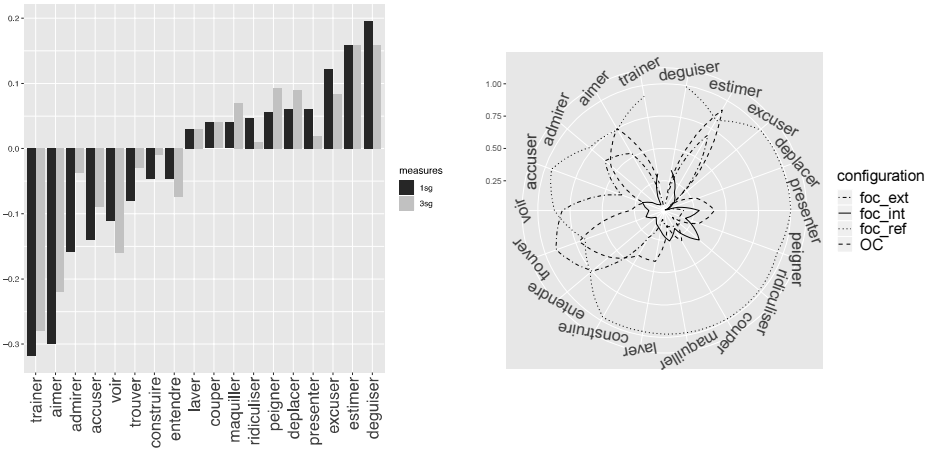 0.2
0.1
0.0
−0.1
−0.2
−0.3
trainer
aimer
admirer
accuser
voir
trouver
construire
entendre
laver
couper
maquiller
ridiculiser
peigner
deplacer
presenter
excuser
estimer
deguiser
measures
1sg
3sg
1.00
0.75
0.50
0.25
deguiser
estimer
excuser
deplacer
presenter
peigner
ridiculiser
couper
maquiller
laver
construire
entendre
trouver
voir
accuser
admirer
aimer
trainer
configuration
foc_ext
foc_int
foc_ref
OC